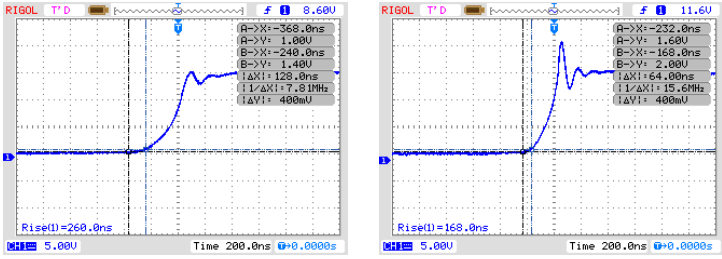 RIGOL T'D 8.60V
A->X:-368.0ns
A->Y: 1.00V
B->X:-240.0ns
B->Y: 1.40V
|ΔX|:128.0ns
|1/ΔX|:7.81MHz
|ΔY|: 400mV
Rise(1)=260.0ns
CH1 5.00V Time 200.0ns T→0.0000s
RIGOL T'D 11.6V
A->X:-232.0ns
A->Y: 1.60V
B->X:-168.0ns
B->Y: 2.00V
|ΔX|:64.00ns
|1/ΔX|:15.6MHz
|ΔY|: 400mV
Rise(1)=168.0ns
CH1 5.00V Time 200.0ns T→0.0000s